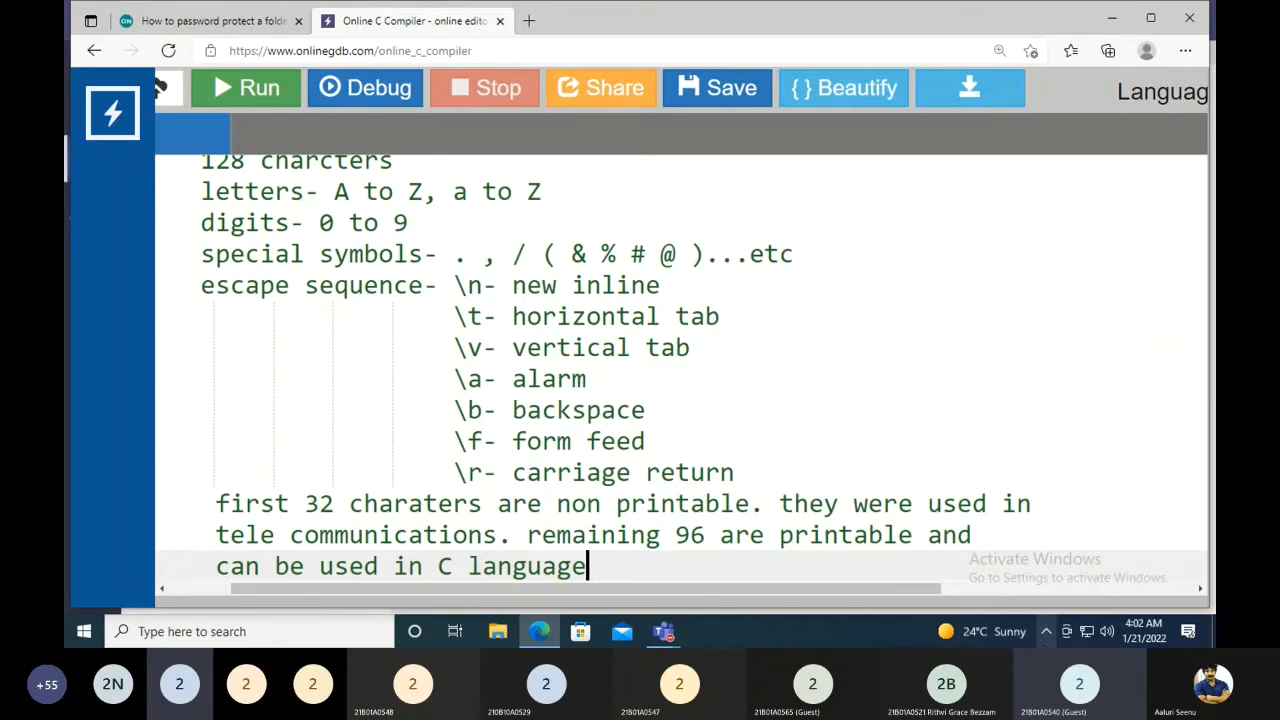 How to password protect a folde
Online C Compiler - online edito
https://www.onlinegdb.com/online_c_compiler
Run
Debug
Stop
Share
Save
{ } Beautify
Languag
128 charcters
letters- A to Z, a to Z
digits- 0 to 9
special symbols- . , / ( & % # @ )...etc
escape sequence- \n- new inline
\t- horizontal tab
\v- vertical tab
\a- alarm
\b- backspace
\f- form feed
\r- carriage return
first 32 charaters are non printable. they were used in
tele communications. remaining 96 are printable and
can be used in C language
Activate Windows
Go to Settings to activate Windows.
Type here to search
24°C Sunny
4:02 AM
1/21/2022
+55
2N
2
2
2
2
2
2
2
2B
2
21B01A0548
210B10A0529
21B01A0547
21B01A0565 (Guest)
21B01A0521 Rithvi Grace Bezzam
21B01A0540 (Guest)
Aaluri Seenu